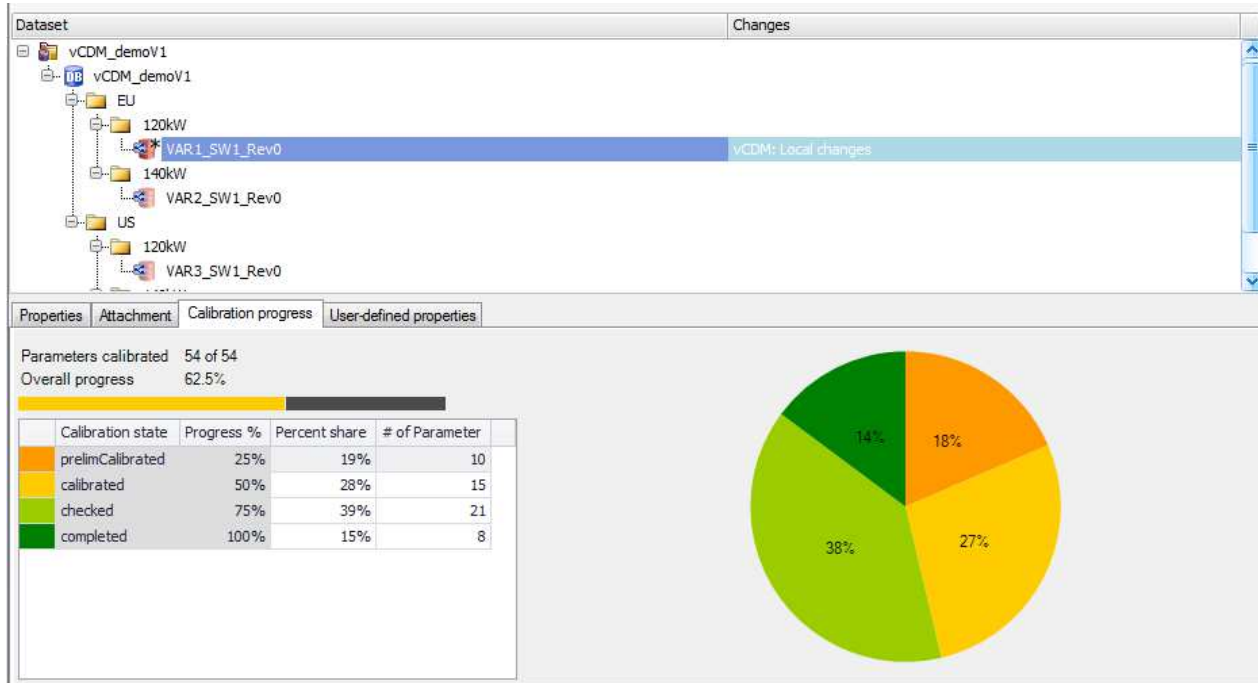 Dataset Changes
vCDM_demoV1
DB vCDM_demoV1
EU
120kW
* VAR1_SW1_Rev0 vCDM: Local changes
140kW
VAR2_SW1_Rev0
US
120kW
VAR3_SW1_Rev0
Properties Attachment Calibration progress User-defined properties
Parameters calibrated 54 of 54
Overall progress 62.5%
Calibration state Progress % Percent share # of Parameter
prelimCalibrated 25% 19% 10
calibrated 50% 28% 15
checked 75% 39% 21
completed 100% 15% 8
14% 18%
38% 27%